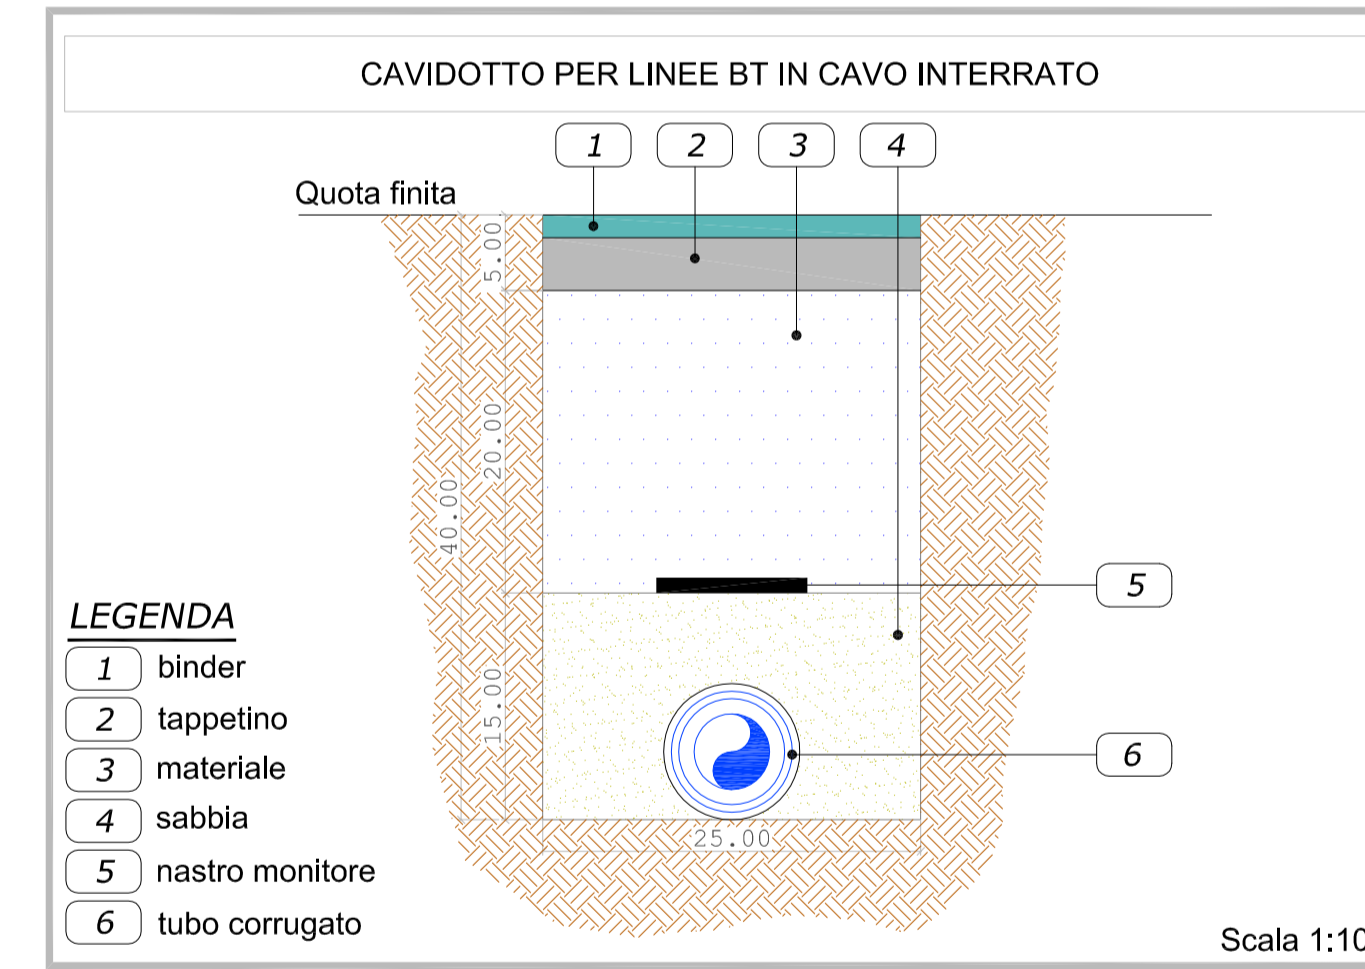 CAVIDOTTO PER LINEE BT IN CAVO INTERRATO
1 2 3 4
Quota finita
5.00
20.00
40.00
15.00
25.00
5
6
LEGENDA
1 binder
2 tappetino
3 materiale
4 sabbia
5 nastro monitore
6 tubo corrugato
Scala 1:10